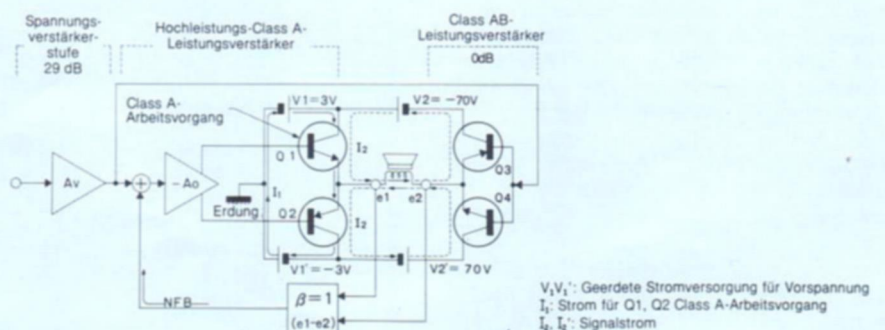 Spannungs-
verstärker-
stufe
29 dB
Hochleistungs-Class A-
Leistungsverstärker
Class AB-
Leistungsverstärker
0dB
Class A-
Arbeitsvorgang
V1=3V
V2= -70V
Q1
I₂
Q3
Av
-Ao
I₁
e1
e2
Erdung
Q2
I₂
Q4
V1'=-3V
V2'= 70V
NFB
β=1
(e1-e2)
V₁V₁': Geerdete Stromversorgung für Vorspannung
I₁: Strom für Q1, Q2 Class A-Arbeitsvorgang
I₂, I₂': Signalstrom